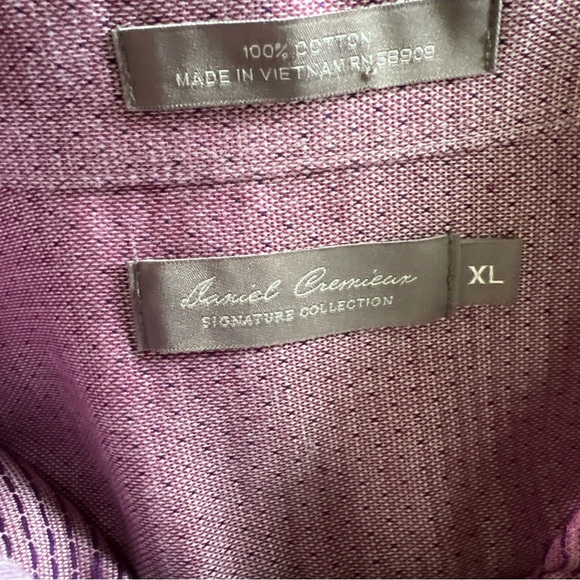 100% COTTON
MADE IN VIETNAM RN 58909
Daniel Cremieux
SIGNATURE COLLECTION
XL